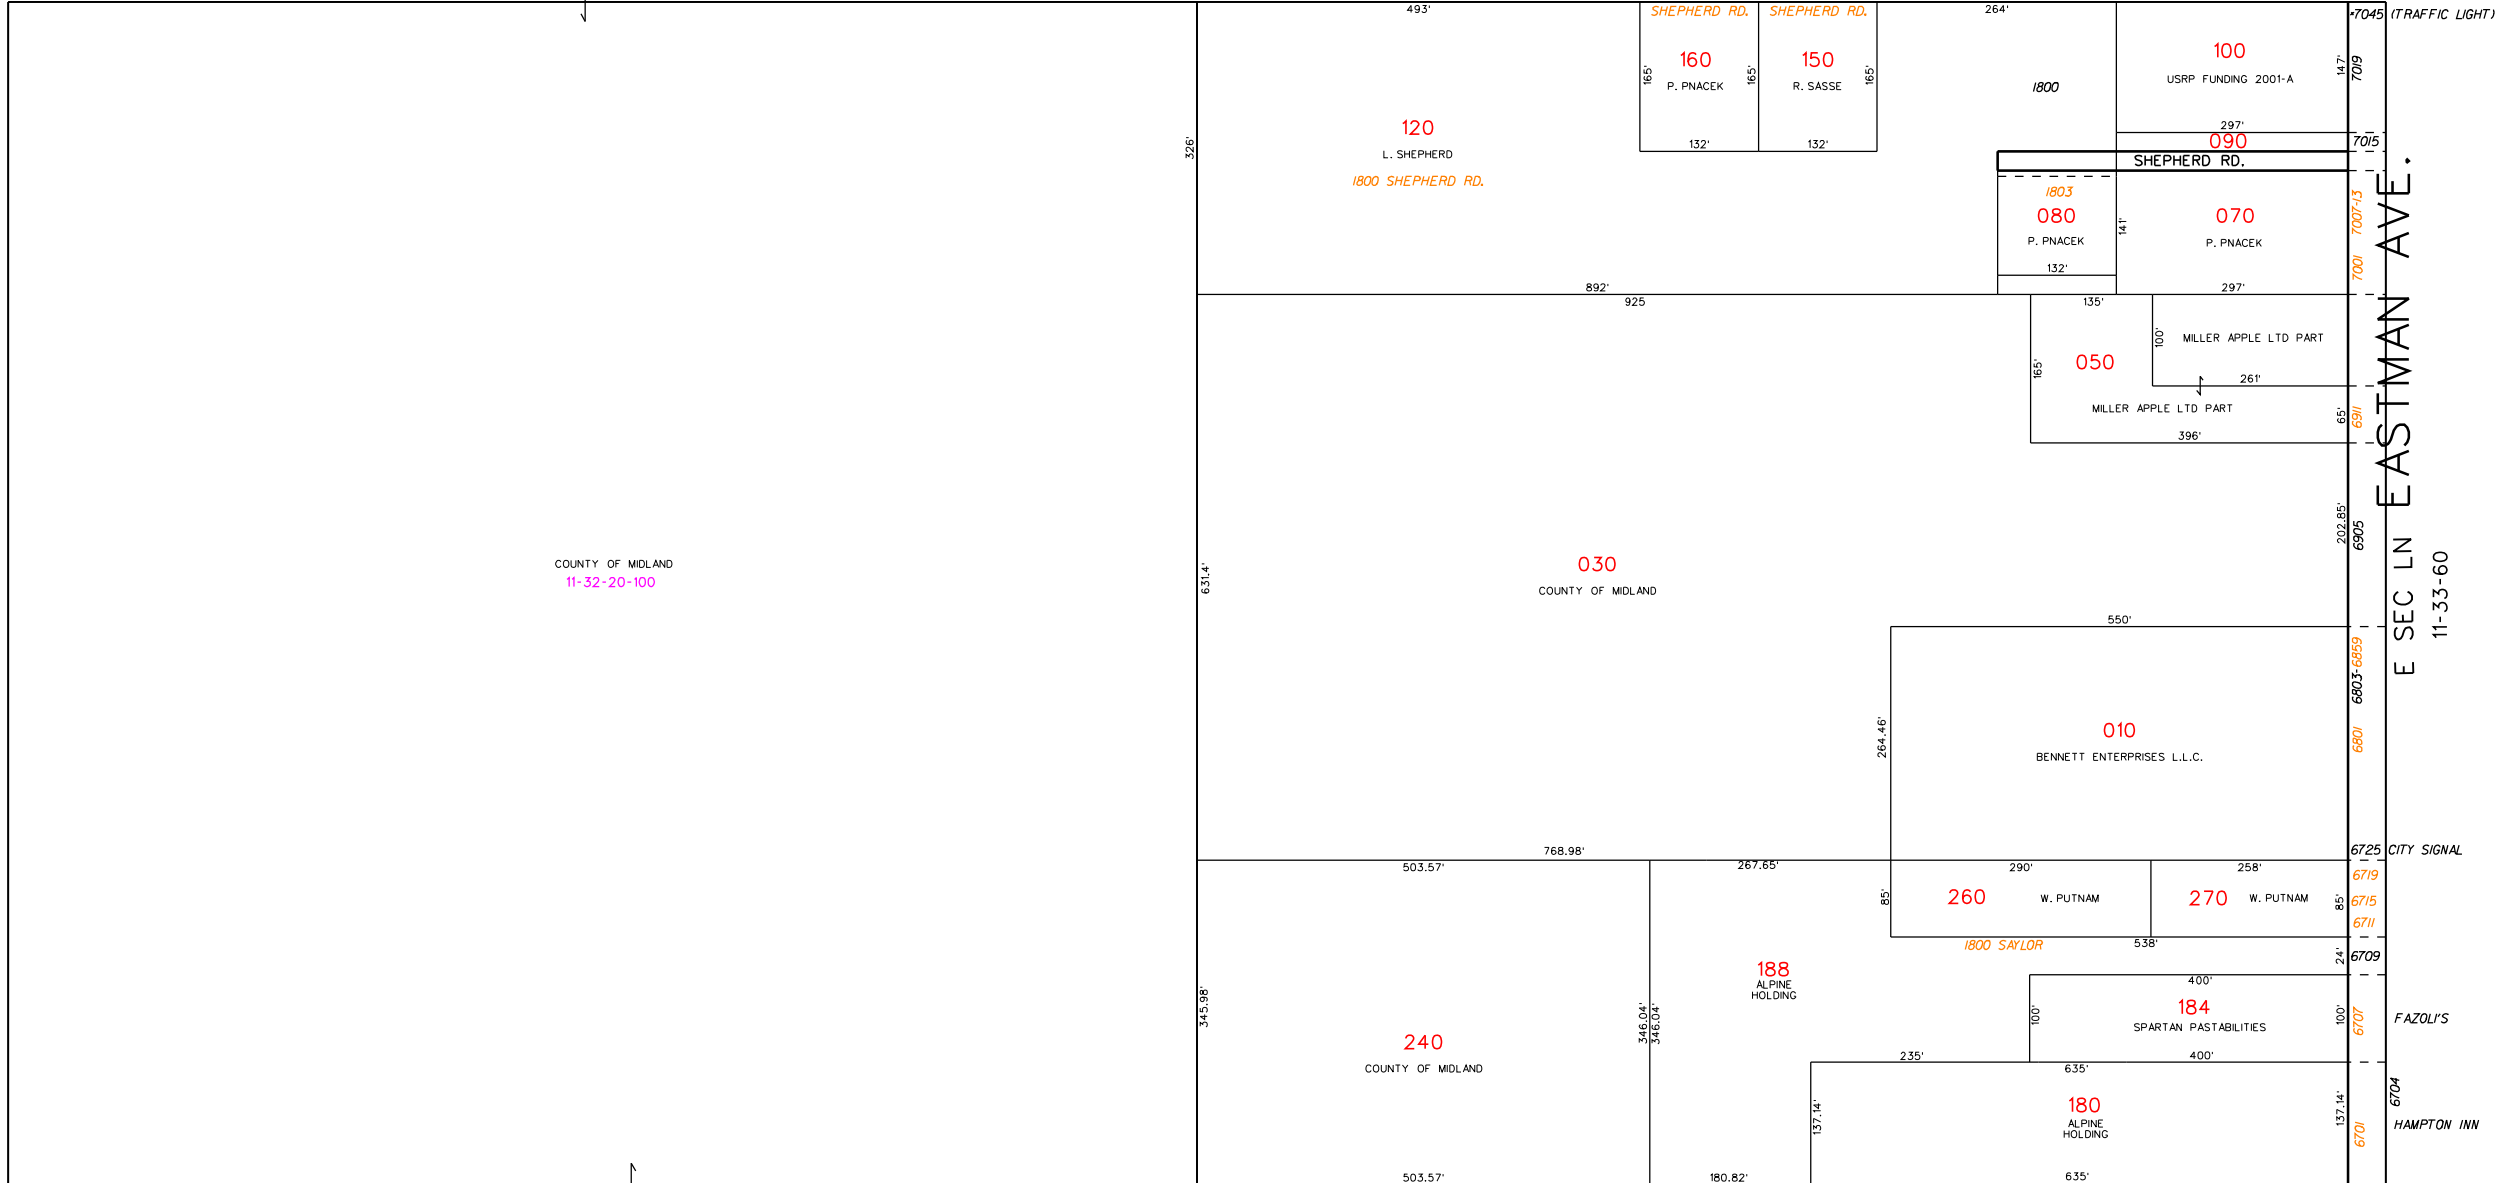 493'
SHEPHERD RD.
SHEPHERD RD.
264'
*7045 (TRAFFIC LIGHT)
160
P. PNACEK
165'
165'
132'
150
R. SASSE
165'
132'
1800
100
USRP FUNDING 2001-A
147'
7019
297'
090
7015
SHEPHERD RD.
326'
120
L. SHEPHERD
1800 SHEPHERD RD.
1803
080
P. PNACEK
132'
141'
070
P. PNACEK
7007-13
7001
297'
892'
925
135'
100'
MILLER APPLE LTD PART
165'
050
261'
MILLER APPLE LTD PART
65'
6911
396'
EASTMAN AVE.
E SEC LN
11-33-60
202.85'
6905
COUNTY OF MIDLAND
11-32-20-100
631.4'
030
COUNTY OF MIDLAND
550'
6803-6859
6801
264.46'
010
BENNETT ENTERPRISES L.L.C.
768.98'
6725 CITY SIGNAL
503.57'
267.65'
290'
258'
6719
85'
260
W. PUTNAM
270
W. PUTNAM
85'
6715
6711
1800 SAYLOR
538'
24'
6709
188
ALPINE
HOLDING
400'
184
SPARTAN PASTABILITIES
100'
100'
6707
FAZOLI'S
345.98'
346.04'
346.04'
240
COUNTY OF MIDLAND
235'
400'
635'
6704
137.14'
180
ALPINE
HOLDING
137.14'
6701
HAMPTON INN
503.57'
180.82'
635'